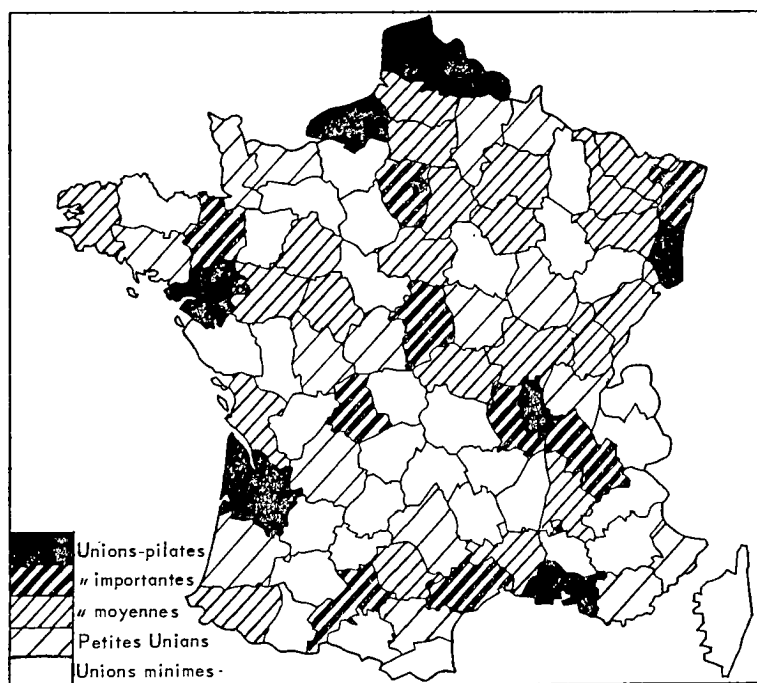 Unions-pilates
〃 importantes
〃 moyennes
Petites Unians
Unions minimes-